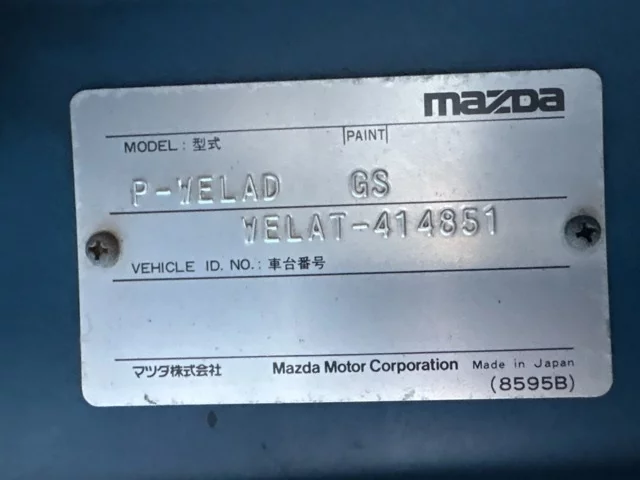 mazda
MODEL : 型式 PAINT
P-WELAD GS
WELAT-414851
VEHICLE ID. NO. : 車台番号
マツダ株式会社 Mazda Motor Corporation Made in Japan
(8595B)